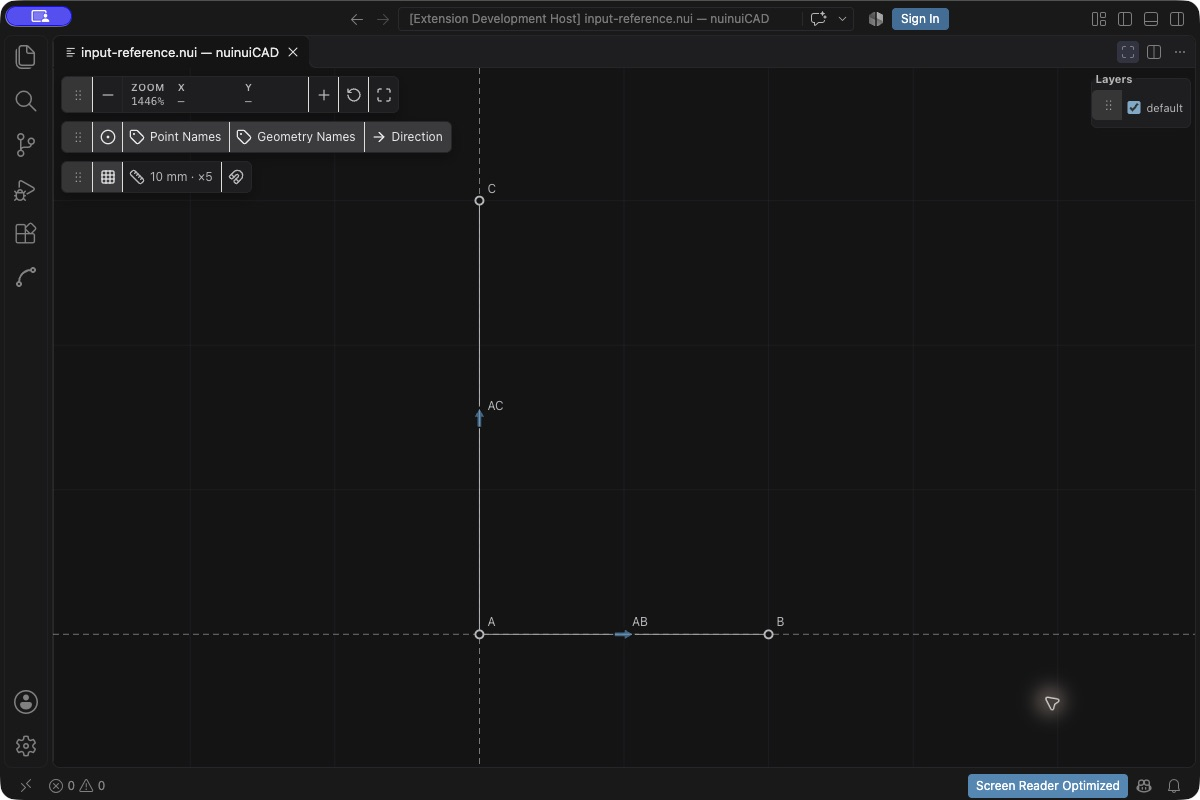 [Extension Development Host] input-reference.nui — nuinuiCAD
Sign In
input-reference.nui — nuinuiCAD
ZOOM X Y
1446% – –
Point Names
Geometry Names
Direction
10 mm · ×5
Layers
default
C
AC
A
AB
B
0 0
Screen Reader Optimized